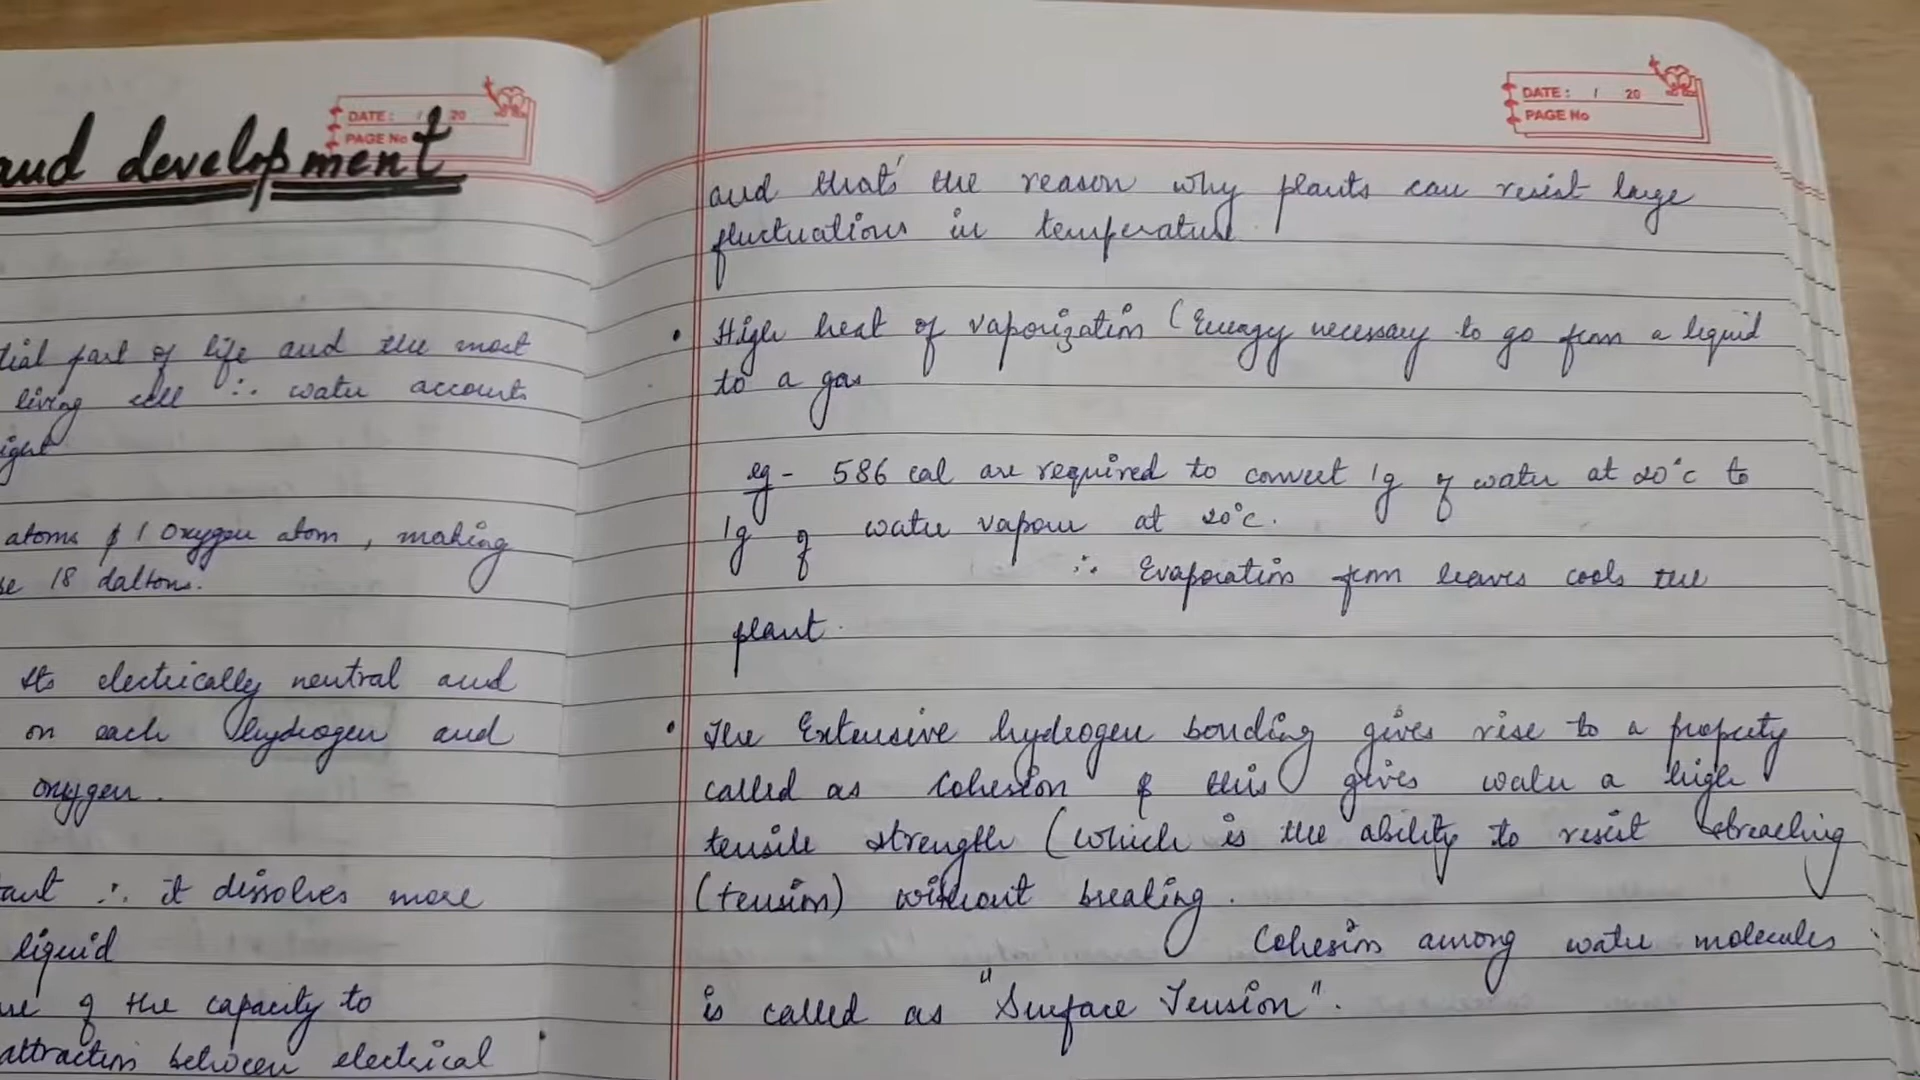 DATE: / 20
PAGE No
and development
tial part of life and the most
living cell ∴ water accounts
ight
atoms & 1 Oxygen atom, making
se 18 daltons.
Its electrically neutral and
on each hydrogen and
oxygen.
tant ∴ it dissolves more
liquid
use of the capacity to
attraction between electrical
DATE: / 20
PAGE No
and that's the reason why plants can resist large
fluctuations in temperature.
• High heat of vaporization (Energy necessary to go from a liquid
to a gas
eg - 586 cal are required to convert 1g of water at 20°c to
1g of water vapour at 20°c.
∴ Evaporation from leaves cools the
plant.
• The Extensive hydrogen bonding gives rise to a property
called as Cohesion & this gives water a high
tensile strength (which is the ability to resist
(tension) without breaking.
Cohesion among water molecules
is called as "Surface Tension".